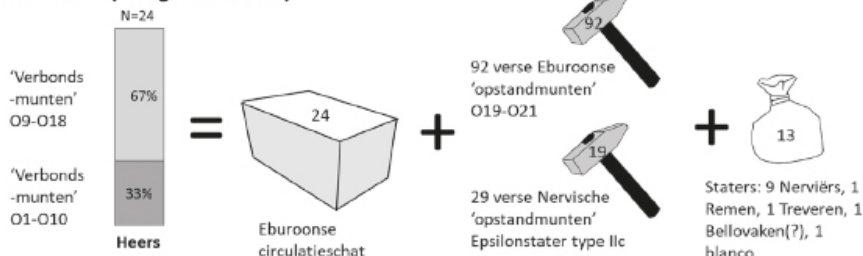 N=24
'Verbonds
-munten'
O9-O18
67%
'Verbonds
-munten'
O1-O10
33%
Heers
=
24
Eburoonse
circulatieschat
+
92
92 verse Eburoonse
'opstandmunten'
O19-O21
19
29 verse Nervische
'opstandmunten'
Epsilonstater type IIc
+
13
Staters: 9 Nerviërs, 1
Remen, 1 Treveren, 1
Bellovaken(?), 1
blanco